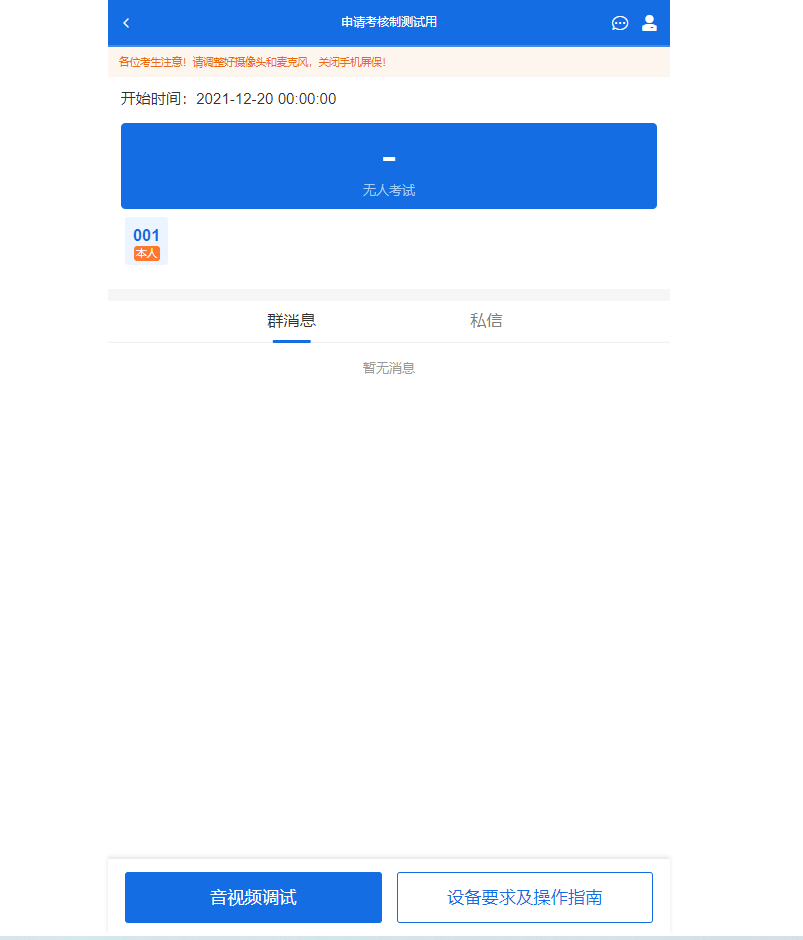 申请考核制测试用
各位考生注意！请调整好摄像头和麦克风，关闭手机屏保！
开始时间：2021-12-20 00:00:00
-
无人考试
001
本人
群消息 私信
暂无消息
音视频调试 设备要求及操作指南